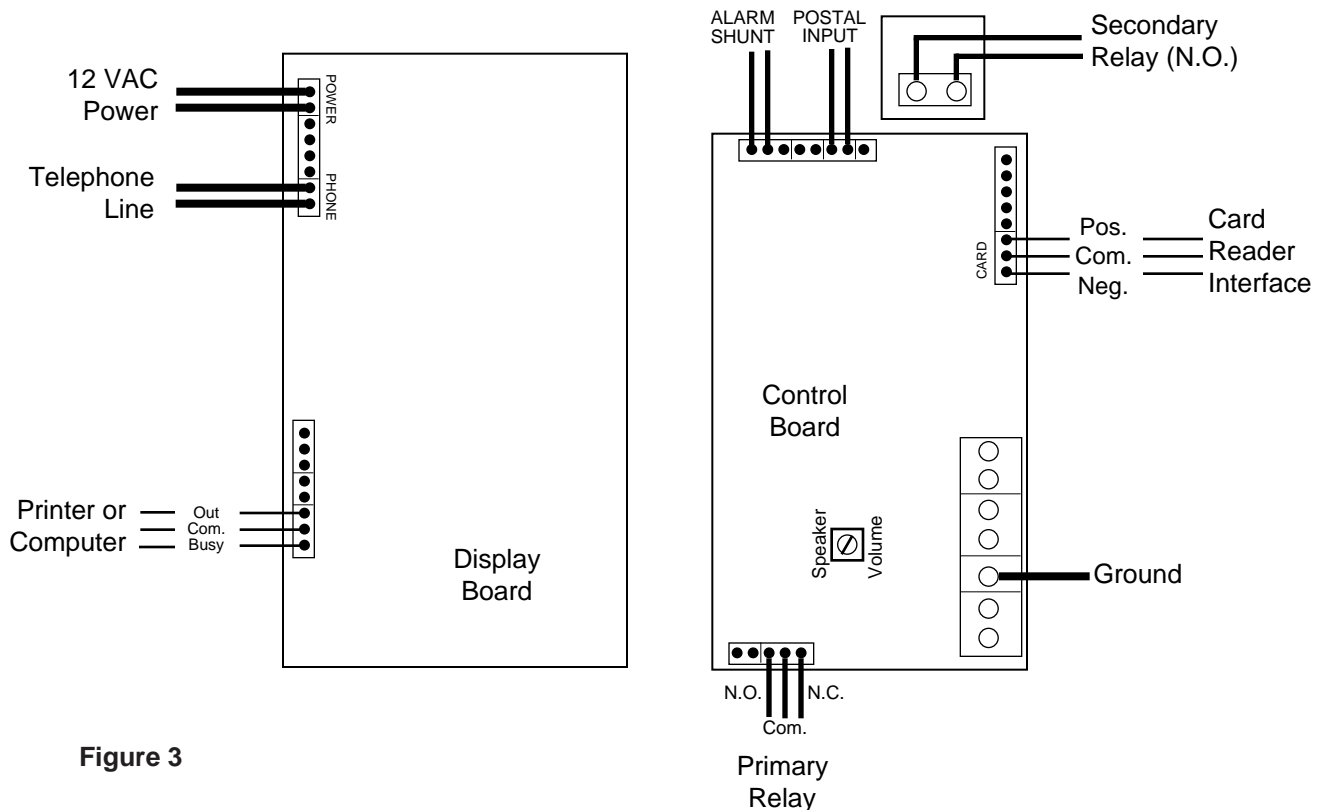 12 VAC
Power
POWER
Telephone
Line
PHONE
Printer or
Computer
Out
Com.
Busy
Display
Board
Figure 3
ALARM
SHUNT
POSTAL
INPUT
Secondary
Relay (N.O.)
CARD
Pos.
Com.
Neg.
Card
Reader
Interface
Control
Board
Speaker
Volume
Ground
N.O.
N.C.
Com.
Primary
Relay